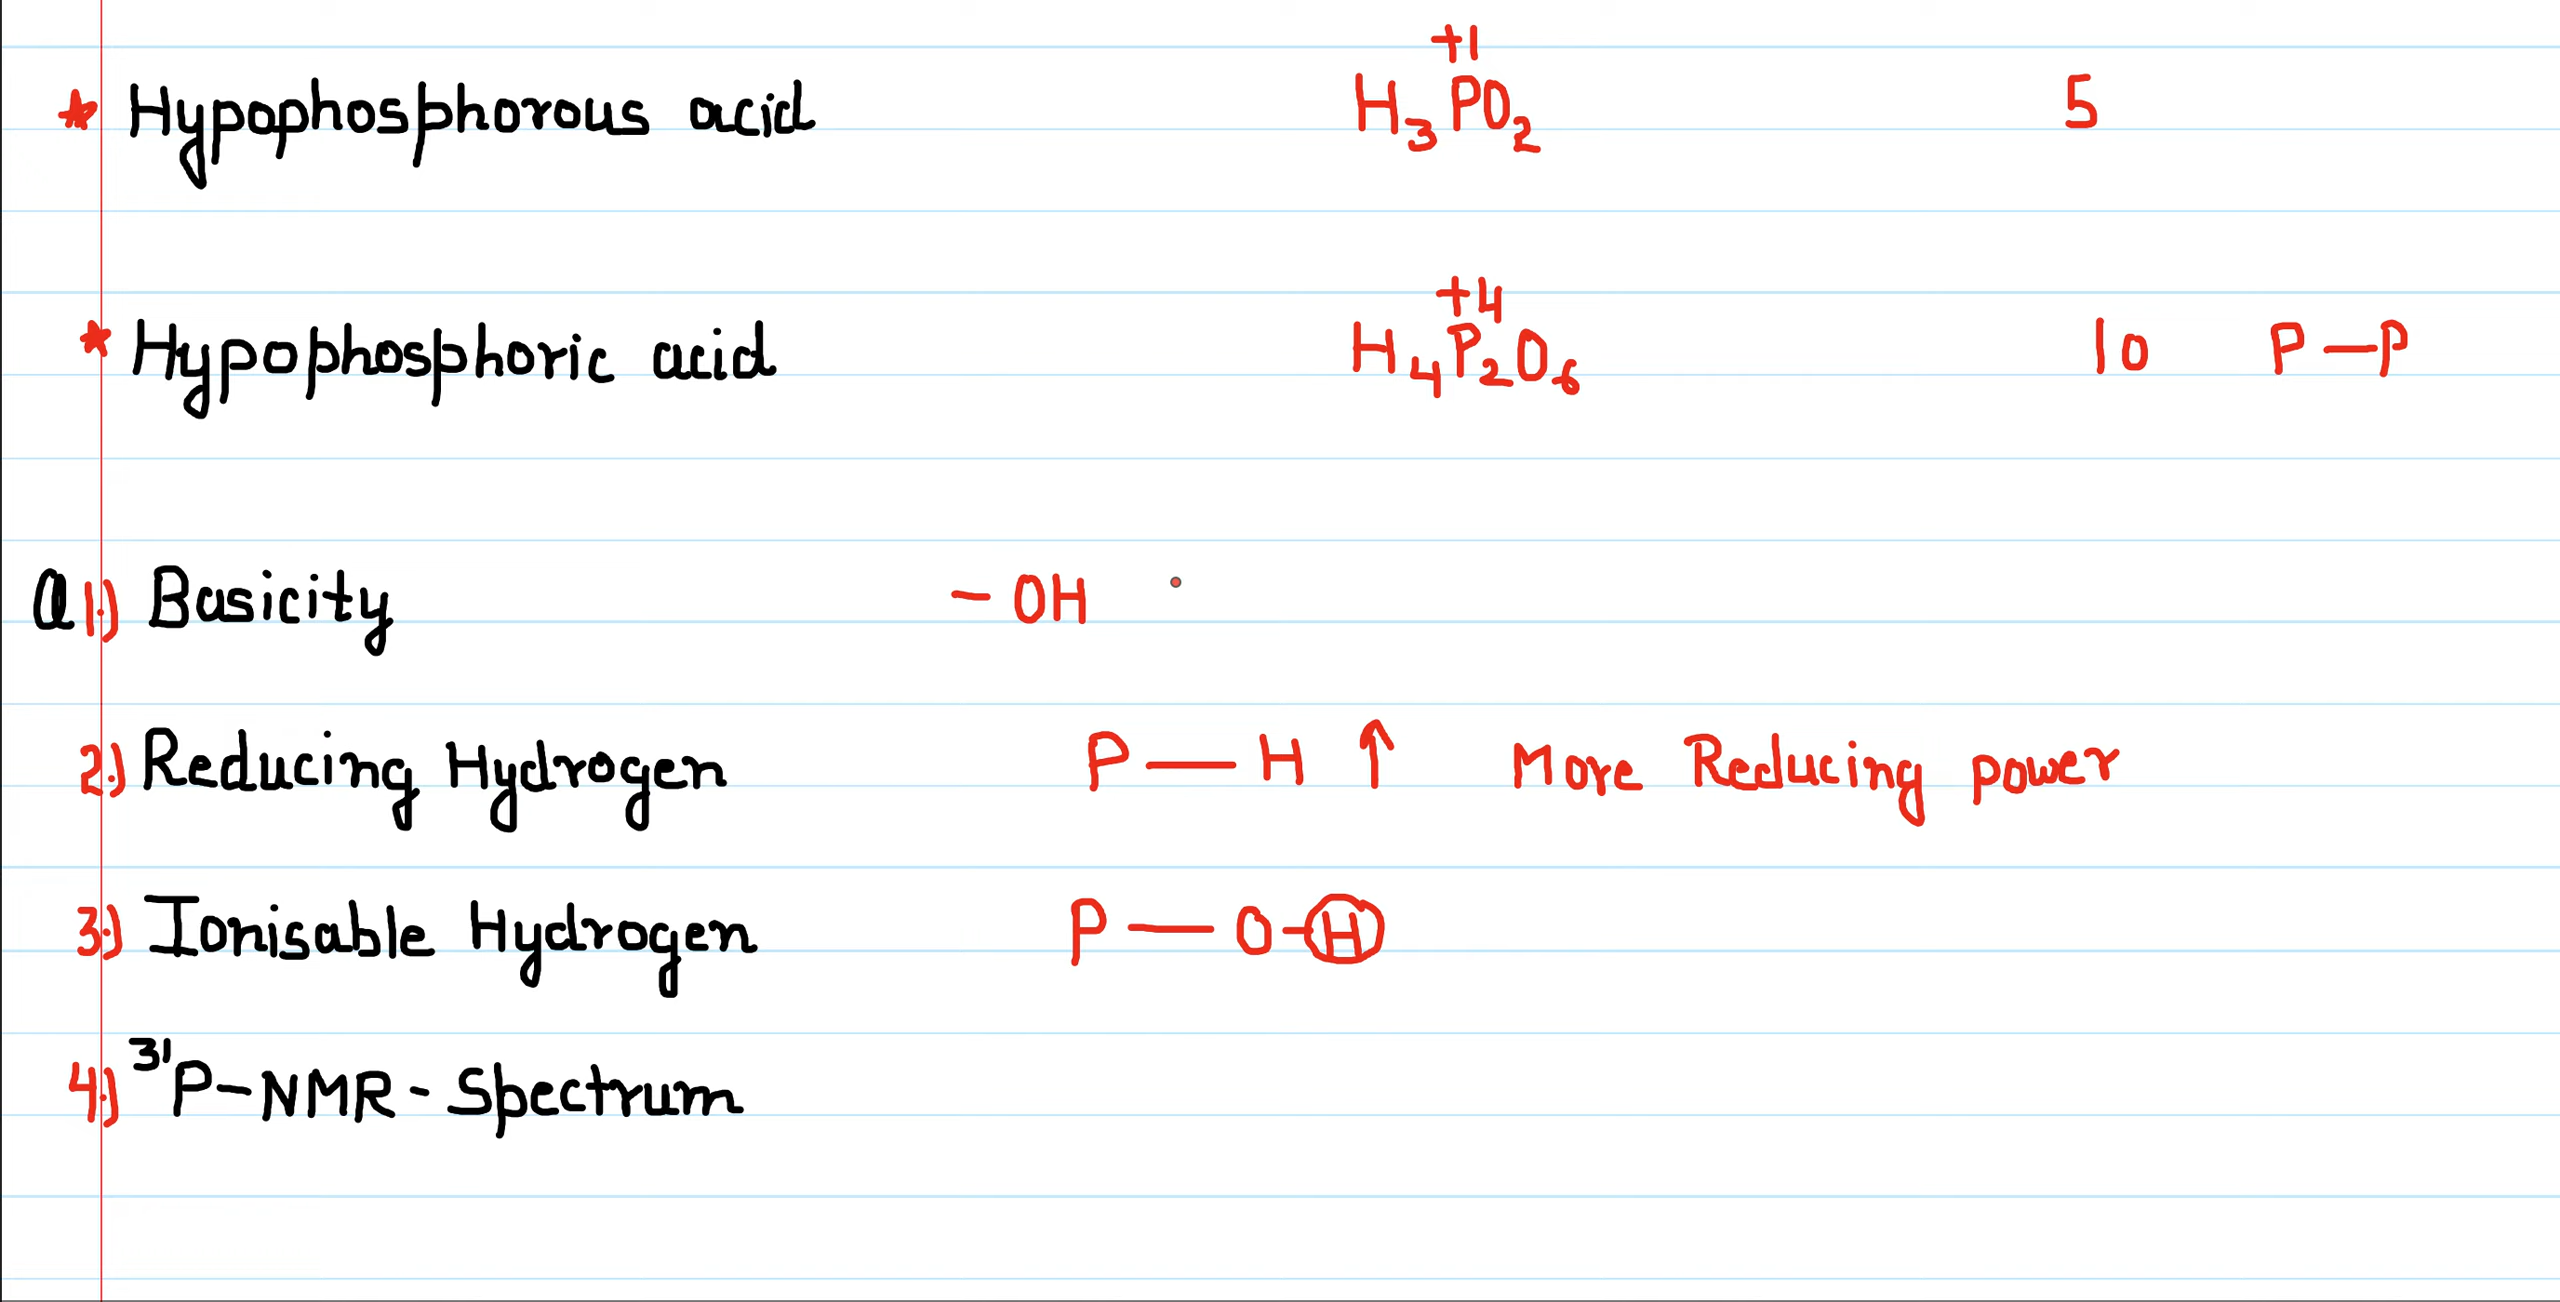 +1
* Hypophosphorous acid H₃PO₂ 5
+4
* Hypophosphoric acid H₄P₂O₆ 10 P—P
Q 1.) Basicity - OH
2.) Reducing Hydrogen P—H ↑ More Reducing power
3.) Ionisable Hydrogen P—O-H
4.) ³¹P-NMR-Spectrum